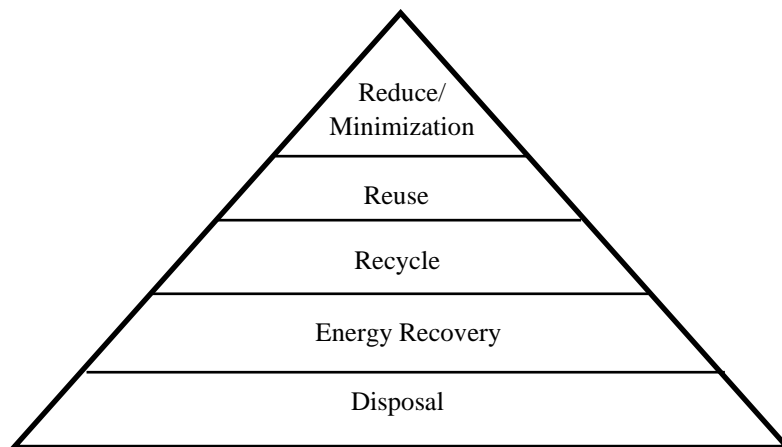 Reduce/
Minimization
Reuse
Recycle
Energy Recovery
Disposal